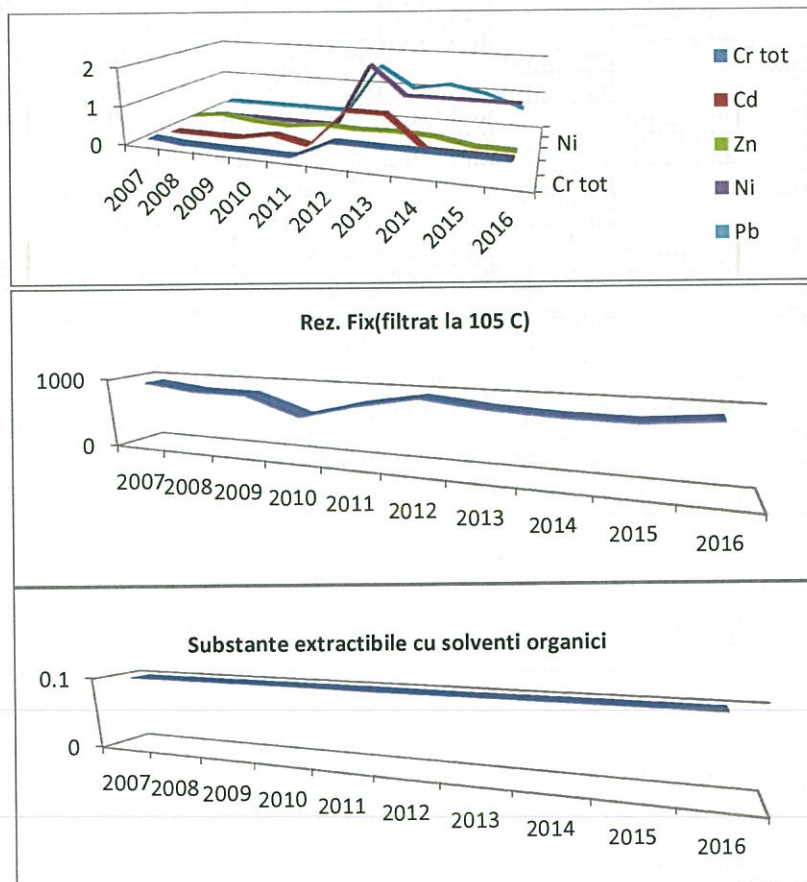 2
1
0
2007
2008
2009
2010
2011
2012
2013
2014
2015
2016
Ni
Cr tot
Cr tot
Cd
Zn
Ni
Pb
Rez. Fix(filtrat la 105 C)
1000
0
2007 2008 2009 2010 2011 2012 2013 2014 2015 2016
Substante extractibile cu solventi organici
0.1
0
2007 2008 2009 2010 2011 2012 2013 2014 2015 2016